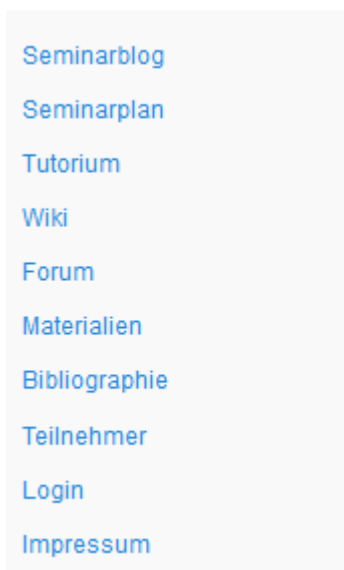 Seminarblog
Seminarplan
Tutorium
Wiki
Forum
Materialien
Bibliographie
Teilnehmer
Login
Impressum